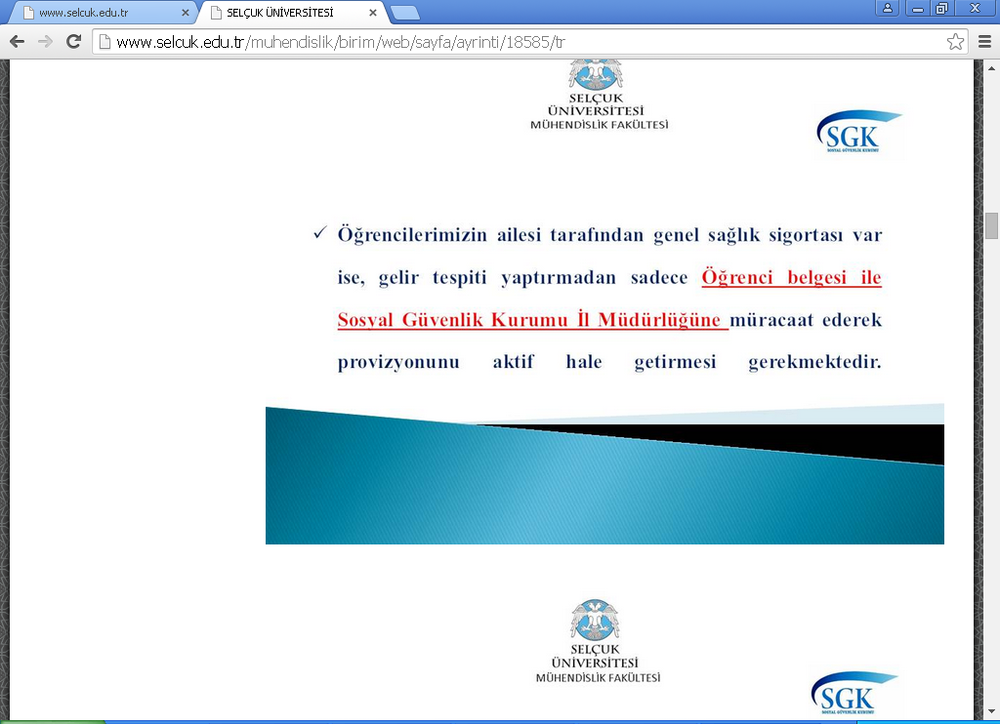 www.selcuk.edu.tr
SELÇUK ÜNİVERSİTESİ
www.selcuk.edu.tr/muhendislik/birim/web/sayfa/ayrinti/18585/tr
SELÇUK
ÜNİVERSİTESİ
MÜHENDİSLİK FAKÜLTESİ
SGK
SOSYAL GÜVENLİK KURUMU
✓ Öğrencilerimizin ailesi tarafından genel sağlık sigortası var
ise, gelir tespiti yaptırmadan sadece Öğrenci belgesi ile
Sosyal Güvenlik Kurumu İl Müdürlüğüne müracaat ederek
provizyonunu aktif hale getirmesi gerekmektedir.
SELÇUK
ÜNİVERSİTESİ
MÜHENDİSLİK FAKÜLTESİ
SGK
SOSYAL GÜVENLİK KURUMU